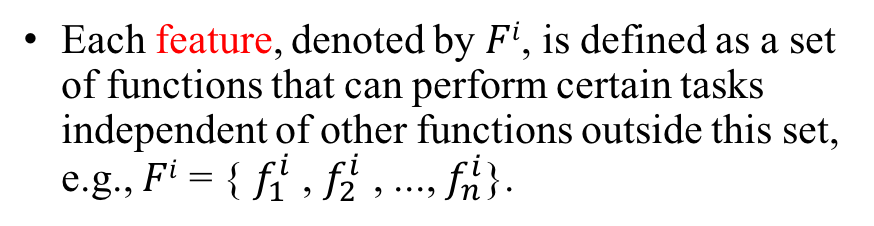 • Each feature, denoted by 𝐹ⁱ, is defined as a set
of functions that can perform certain tasks
independent of other functions outside this set,
e.g., 𝐹ⁱ = { 𝑓₁ⁱ , 𝑓₂ⁱ , ..., 𝑓ₙⁱ}.